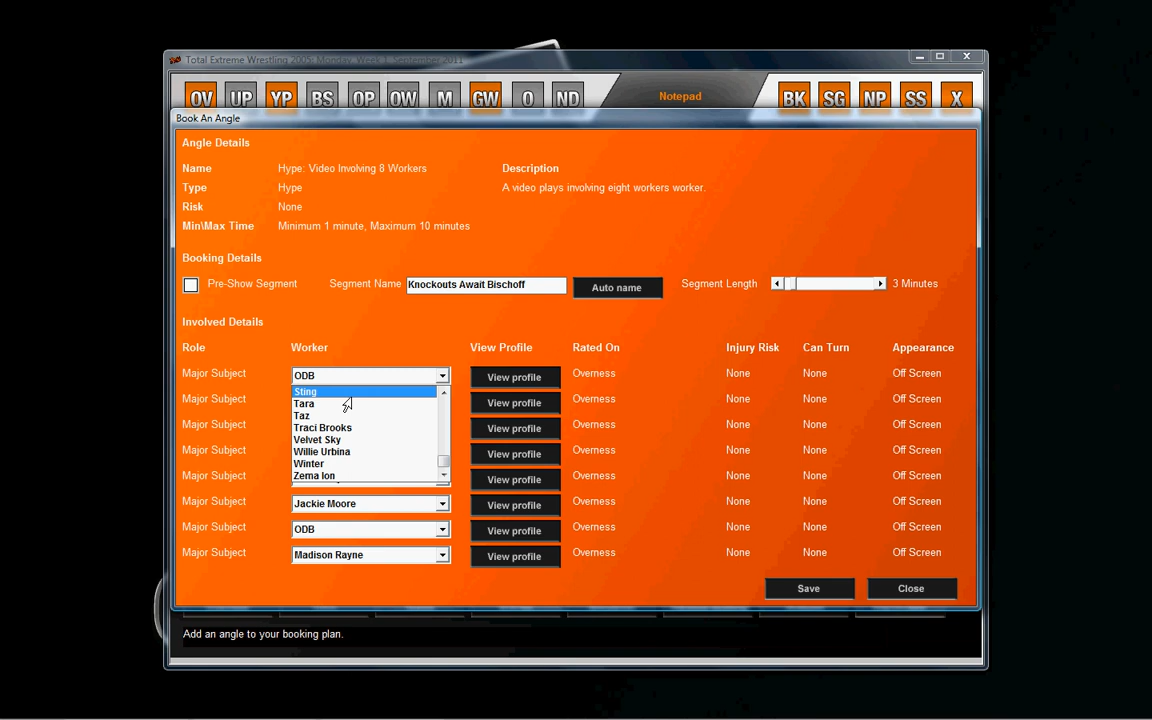 Total Extreme Wrestling 2005: Monday, Week 1, September 2011
OV UP YP BS OP OW M GW O ND
Notepad
BK SG NP SS X
Book An Angle
Angle Details
Name Hype: Video Involving 8 Workers Description
Type Hype A video plays involving eight workers worker.
Risk None
Min\Max Time Minimum 1 minute, Maximum 10 minutes
Booking Details
Pre-Show Segment Segment Name Knockouts Await Bischoff Auto name Segment Length 3 Minutes
Involved Details
Role Worker View Profile Rated On Injury Risk Can Turn Appearance
Major Subject ODB View profile Overness None None Off Screen
Sting
Major Subject Tara View profile Overness None None Off Screen
Taz
Major Subject Traci Brooks View profile Overness None None Off Screen
Velvet Sky
Major Subject Willie Urbina View profile Overness None None Off Screen
Winter
Major Subject Zema Ion View profile Overness None None Off Screen
Major Subject Jackie Moore View profile Overness None None Off Screen
Major Subject ODB View profile Overness None None Off Screen
Major Subject Madison Rayne View profile Overness None None Off Screen
Save Close
Add an angle to your booking plan.